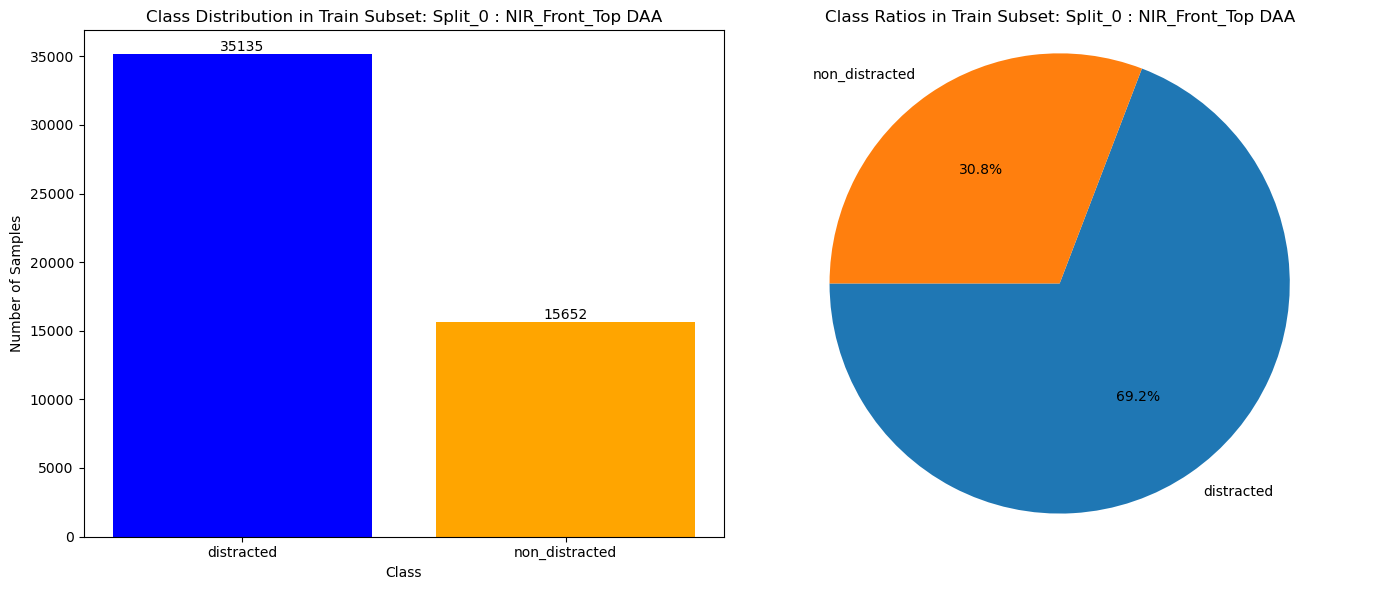 Class Distribution in Train Subset: Split_0 : NIR_Front_Top DAA
35135
15652
35000
30000
25000
20000
15000
10000
5000
0
Number of Samples
distracted
non_distracted
Class
Class Ratios in Train Subset: Split_0 : NIR_Front_Top DAA
non_distracted
30.8%
69.2%
distracted